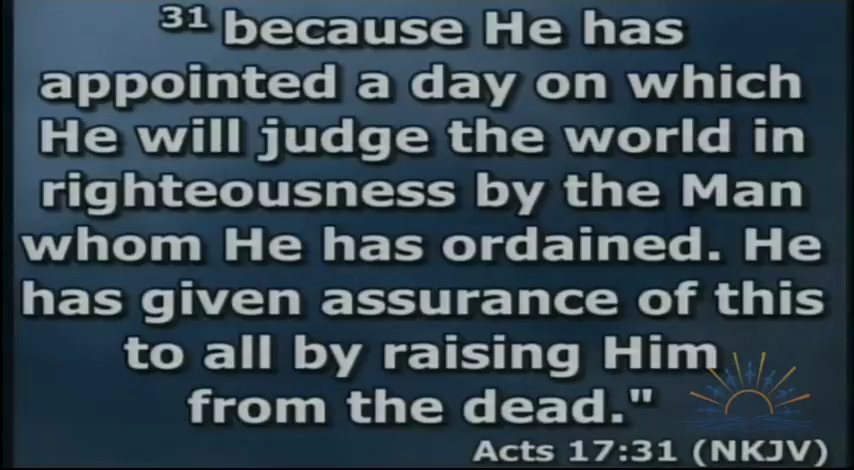 31 because He has
appointed a day on which
He will judge the world in
righteousness by the Man
whom He has ordained. He
has given assurance of this
to all by raising Him
from the dead."
Acts 17:31 (NKJV)